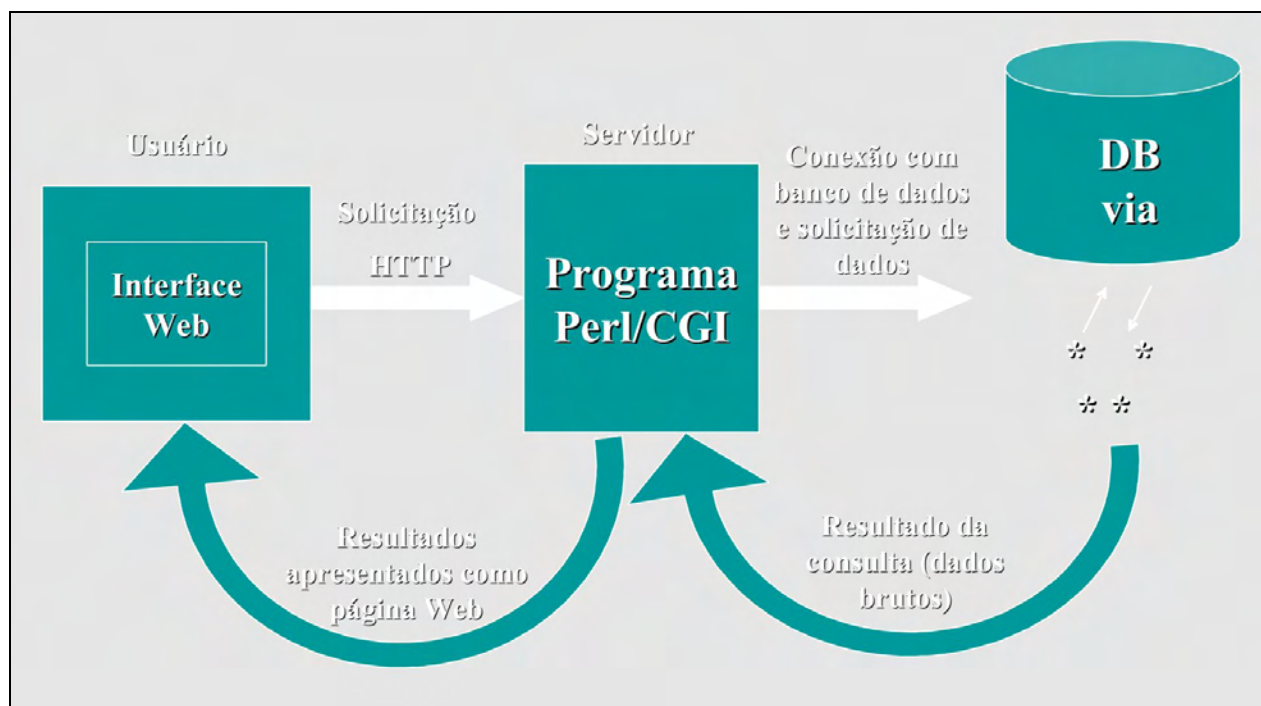 Usuário
Interface
Web
Solicitação
HTTP
Servidor
Programa
Perl/CGI
Conexão com
banco de dados
e solicitação de
dados
DB
via
* *
* *
Resultados
apresentados como
página Web
Resultado da
consulta (dados
brutos)